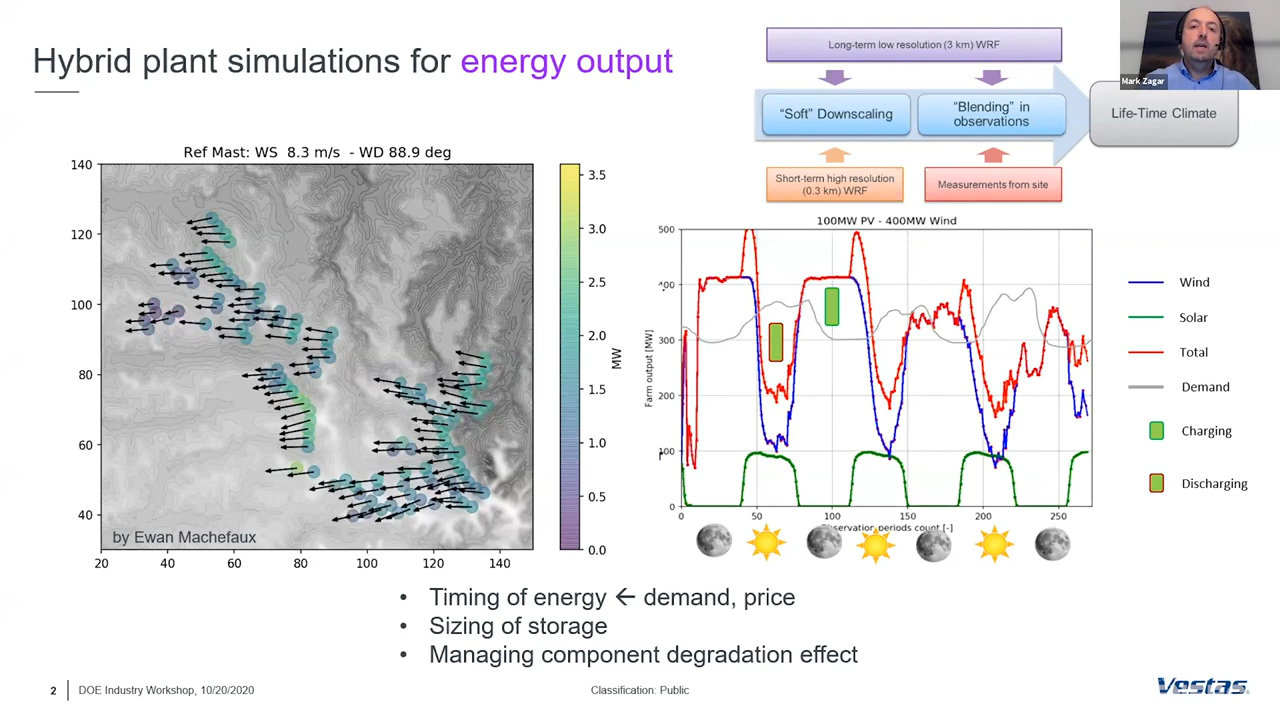 Hybrid plant simulations for energy output
Long-term low resolution (3 km) WRF
"Soft" Downscaling
"Blending" in
observations
Life-Time Climate
Short-term high resolution
(0.3 km) WRF
Measurements from site
Mark Zagar
Ref Mast: WS 8.3 m/s - WD 88.9 deg
140
120
100
80
60
40
20
40
60
80
100
120
140
by Ewan Machefaux
3.5
3.0
2.5
2.0
1.5
1.0
0.5
0.0
MW
100MW PV - 400MW Wind
Farm output [MW]
500
400
300
200
100
0
0
50
100
150
200
250
Observation periods count [-]
Wind
Solar
Total
Demand
Charging
Discharging
• Timing of energy ← demand, price
• Sizing of storage
• Managing component degradation effect
2
DOE Industry Workshop, 10/20/2020
Classification: Public
Vestas.